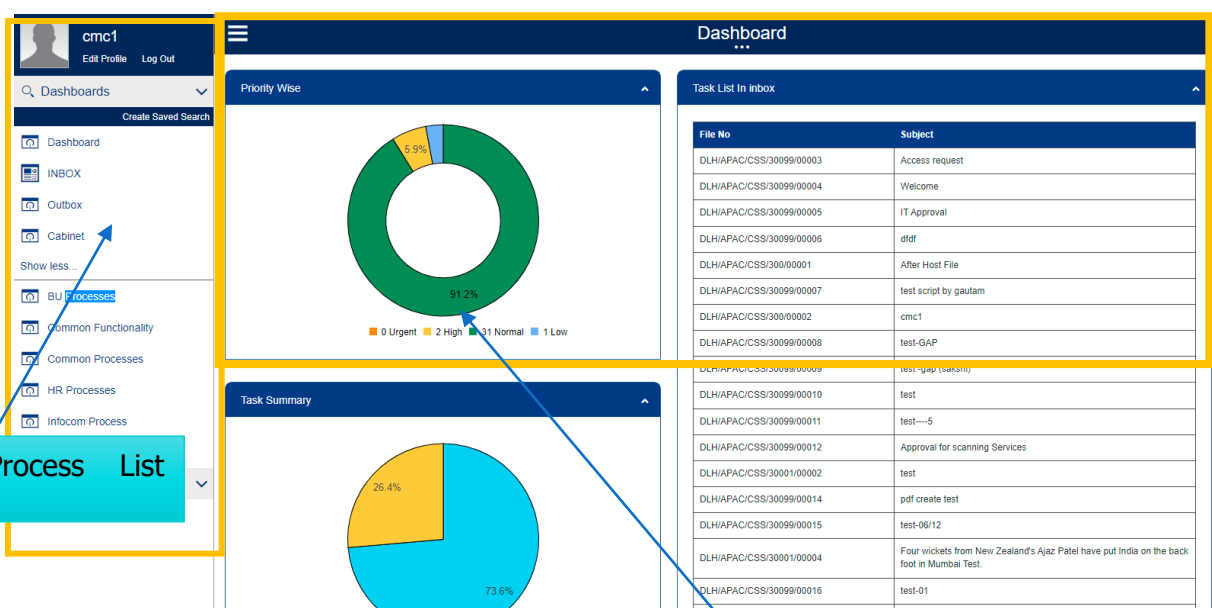 cmc1
Edit Profile Log Out
Dashboards
Create Saved Search
Dashboard
INBOX
Outbox
Cabinet
Show less...
BU Processes
Common Functionality
Common Processes
HR Processes
Infocom Process
Process List
Dashboard
Priority Wise
5.9%
91.2%
0 Urgent 2 High 31 Normal 1 Low
Task Summary
26.4%
73.6%
Task List In inbox
File No Subject
DLH/APAC/CSS/30099/00003 Access request
DLH/APAC/CSS/30099/00004 Welcome
DLH/APAC/CSS/30099/00005 IT Approval
DLH/APAC/CSS/30099/00006 dfdf
DLH/APAC/CSS/300/00001 After Host File
DLH/APAC/CSS/30099/00007 test script by gautam
DLH/APAC/CSS/300/00002 cmc1
DLH/APAC/CSS/30099/00008 test-GAP
DLH/APAC/CSS/30099/00009 test -gap (sakshi)
DLH/APAC/CSS/30099/00010 test
DLH/APAC/CSS/30099/00011 test----5
DLH/APAC/CSS/30099/00012 Approval for scanning Services
DLH/APAC/CSS/30001/00002 test
DLH/APAC/CSS/30099/00014 pdf create test
DLH/APAC/CSS/30099/00015 test-06/12
DLH/APAC/CSS/30001/00004 Four wickets from New Zealand's Ajaz Patel have put India on the back
foot in Mumbai Test.
DLH/APAC/CSS/30099/00016 test-01